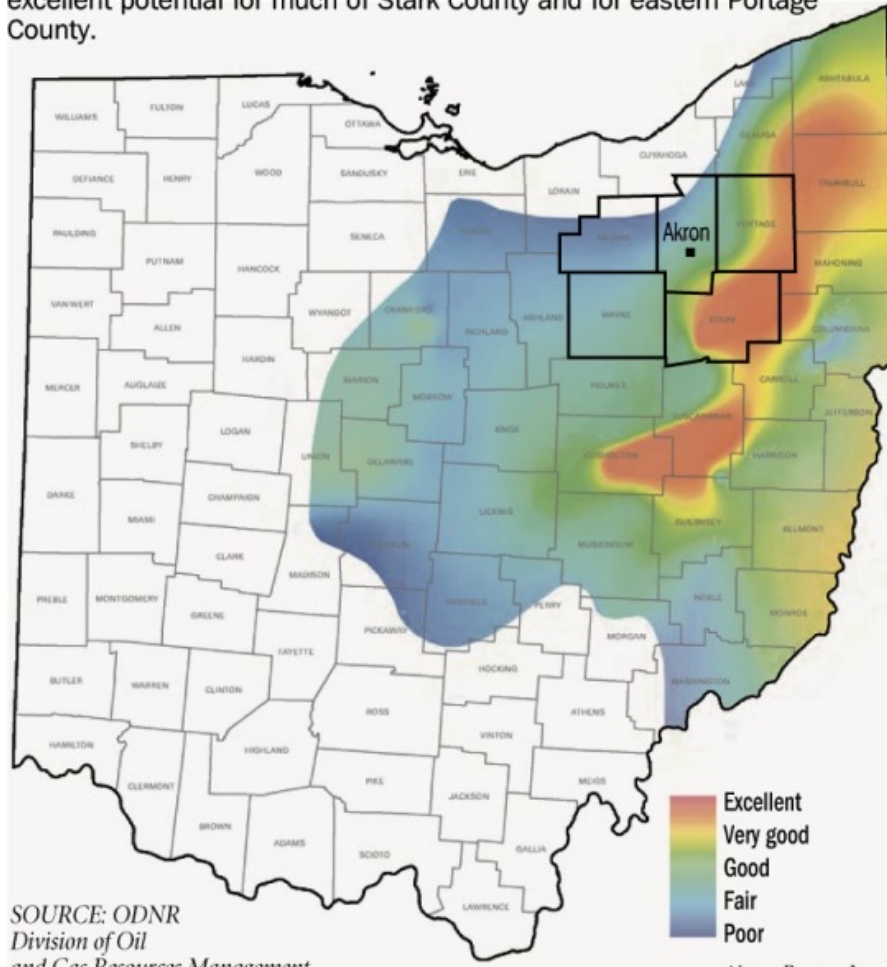 excellent potential for much of Stark County and for eastern Portage
County.
ASHTABULA
LAKE
WILLIAMS
FULTON
LUCAS
OTTAWA
GEAUGA
CUYAHOGA
DEFIANCE
HENRY
WOOD
SANDUSKY
ERIE
LORAIN
TRUMBULL
PAULDING
SENECA
HURON
MEDINA
Akron
PORTAGE
PUTNAM
HANCOCK
MAHONING
VAN WERT
WYANDOT
CRAWFORD
RICHLAND
ASHLAND
WAYNE
STARK
ALLEN
COLUMBIANA
HARDIN
MERCER
AUGLAIZE
MARION
MORROW
HOLMES
CARROLL
TUSCARAWAS
JEFFERSON
LOGAN
KNOX
SHELBY
UNION
DELAWARE
COSHOCTON
HARRISON
DARKE
CHAMPAIGN
MIAMI
LICKING
GUERNSEY
BELMONT
CLARK
FRANKLIN
MUSKINGUM
MADISON
PREBLE
MONTGOMERY
GREENE
FAIRFIELD
PERRY
NOBLE
MONROE
PICKAWAY
MORGAN
FAYETTE
HOCKING
BUTLER
WARREN
CLINTON
WASHINGTON
ROSS
ATHENS
VINTON
HAMILTON
HIGHLAND
CLERMONT
PIKE
JACKSON
MEIGS
BROWN
ADAMS
SCIOTO
GALLIA
LAWRENCE
Excellent
Very good
Good
Fair
Poor
SOURCE: ODNR
Division of Oil
and Gas Resources Management